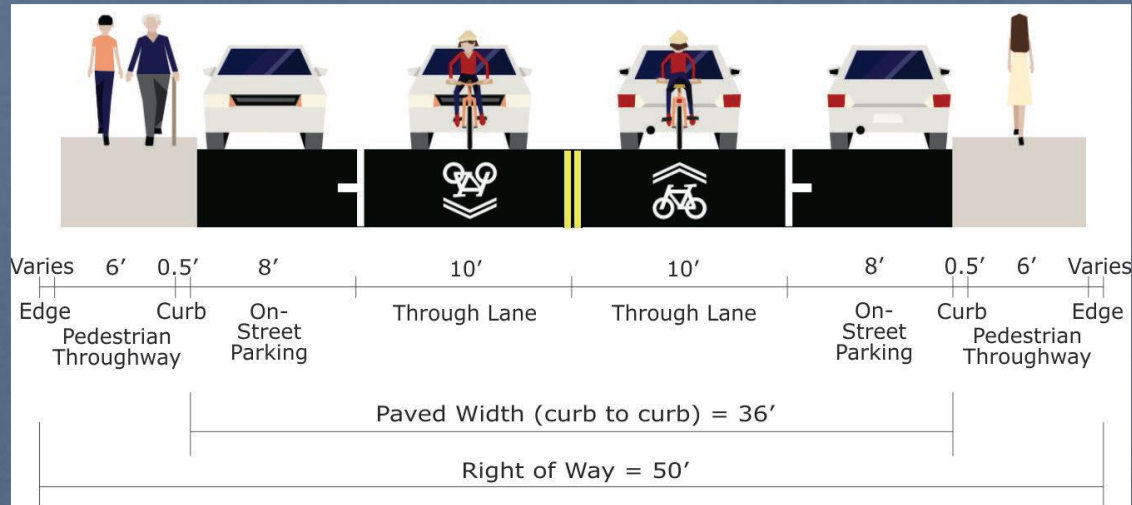 Varies 6′ 0.5′ 8′ 10′ 10′ 8′ 0.5′ 6′ Varies
Edge
Pedestrian
Throughway
Curb
On-
Street
Parking
Through Lane
Through Lane
On-
Street
Parking
Curb
Pedestrian
Throughway
Edge
Paved Width (curb to curb) = 36′
Right of Way = 50′